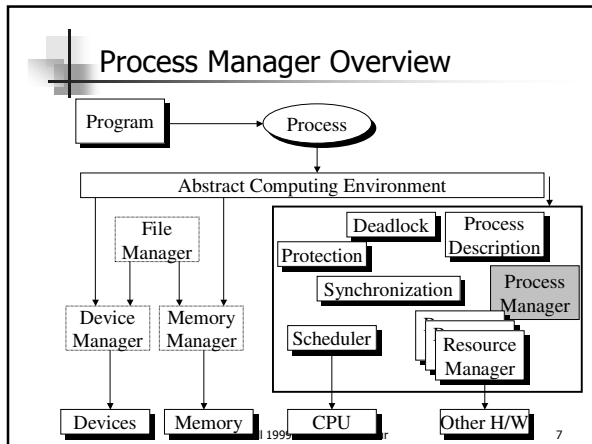 Process Manager Overview
Program
Process
Abstract Computing Environment
File
Manager
Deadlock
Process
Description
Protection
Synchronization
Process
Manager
Device
Manager
Memory
Manager
Scheduler
Resource
Manager
Devices
Memory
CPU
Other H/W
1999
7